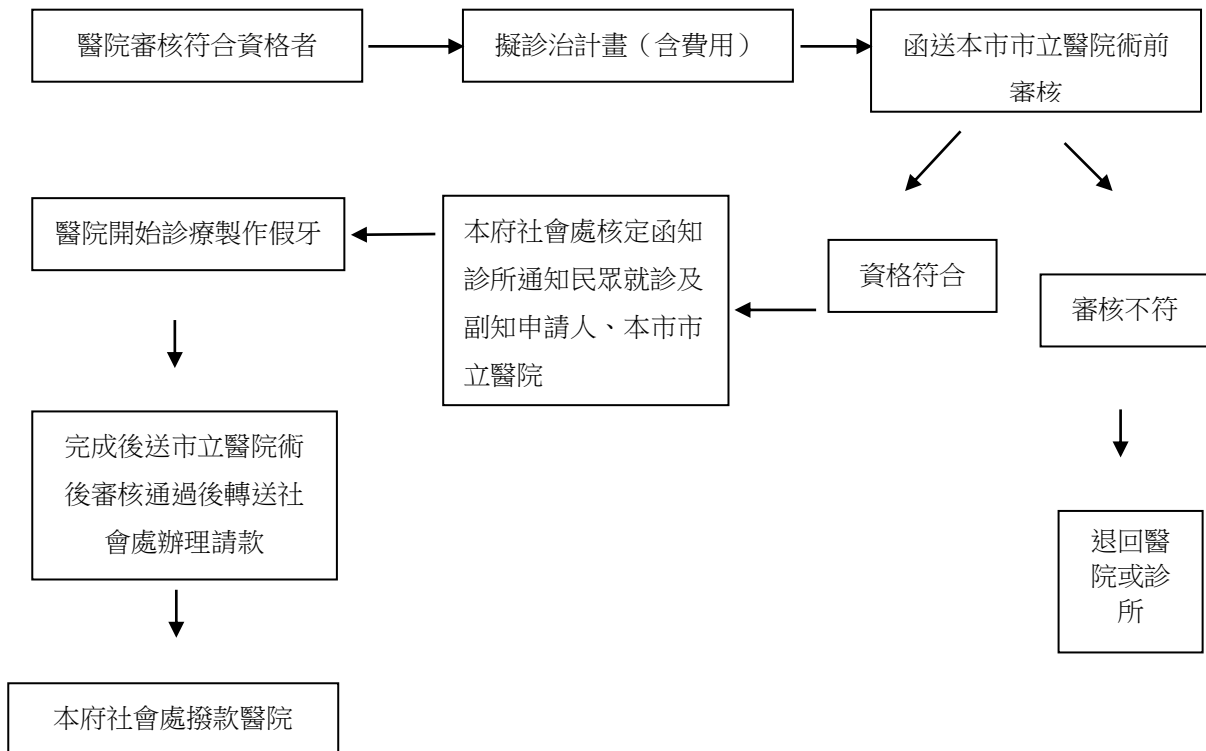 醫院審核符合資格者
擬診治計畫（含費用）
函送本市市立醫院術前
審核
資格符合
審核不符
本府社會處核定函知
診所通知民眾就診及
副知申請人、本市市
立醫院
醫院開始診療製作假牙
完成後送市立醫院術
後審核通過後轉送社
會處辦理請款
退回醫
院或診
所
本府社會處撥款醫院